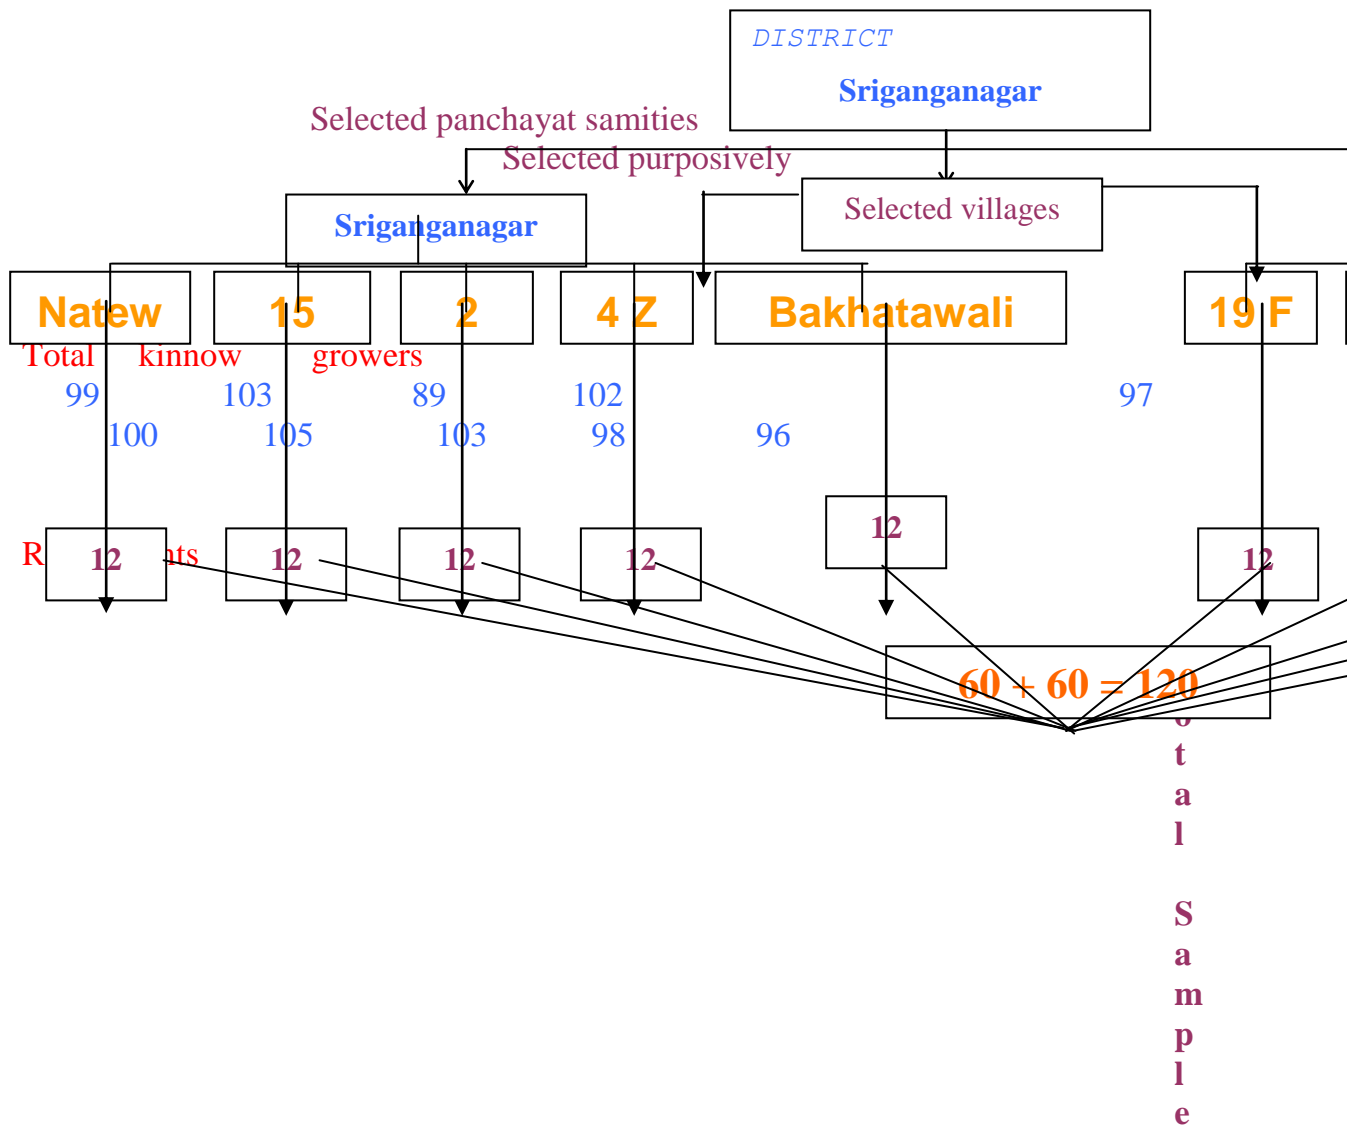 DISTRICT
Sriganganagar
Selected panchayat samities
Selected purposively
Selected villages
Sriganganagar
Natew 15 2 4 Z Bakhatawali 19 F
Total kinnow growers
99 103 89 102 97
100 105 103 98 96
12
12 12 12 12 12
60 + 60 = 120
o
t
a
l
S
a
m
p
l
e